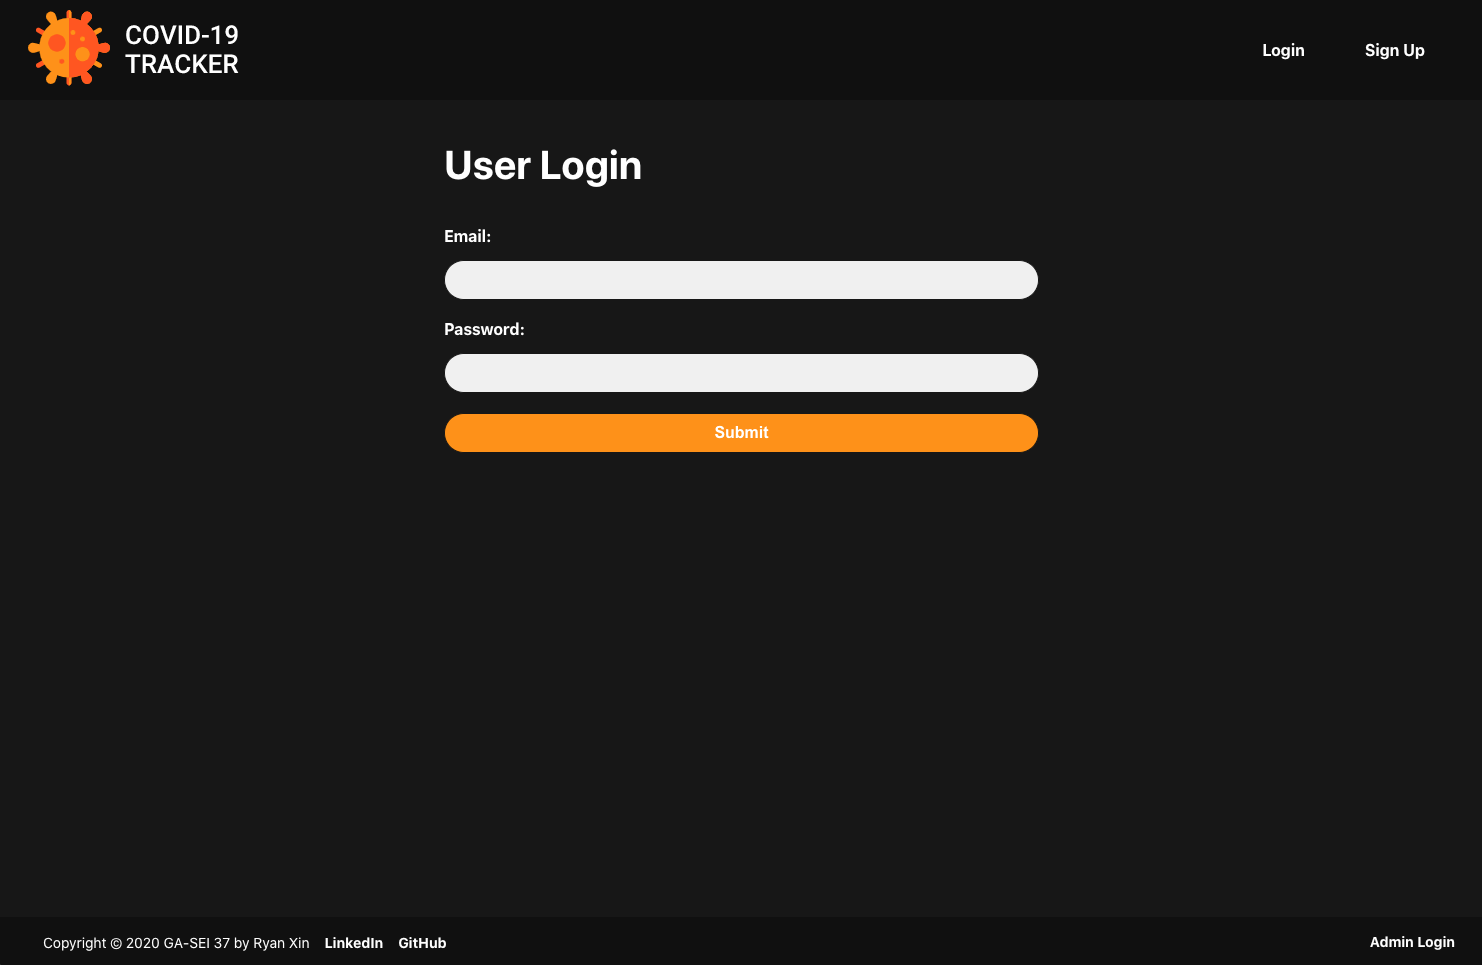 COVID-19
TRACKER
Login
Sign Up
User Login
Email:
Password:
Submit
Copyright © 2020 GA-SEI 37 by Ryan Xin LinkedIn GitHub
Admin Login